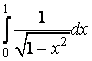 ∫₀¹ 1/√(1−x²) dx